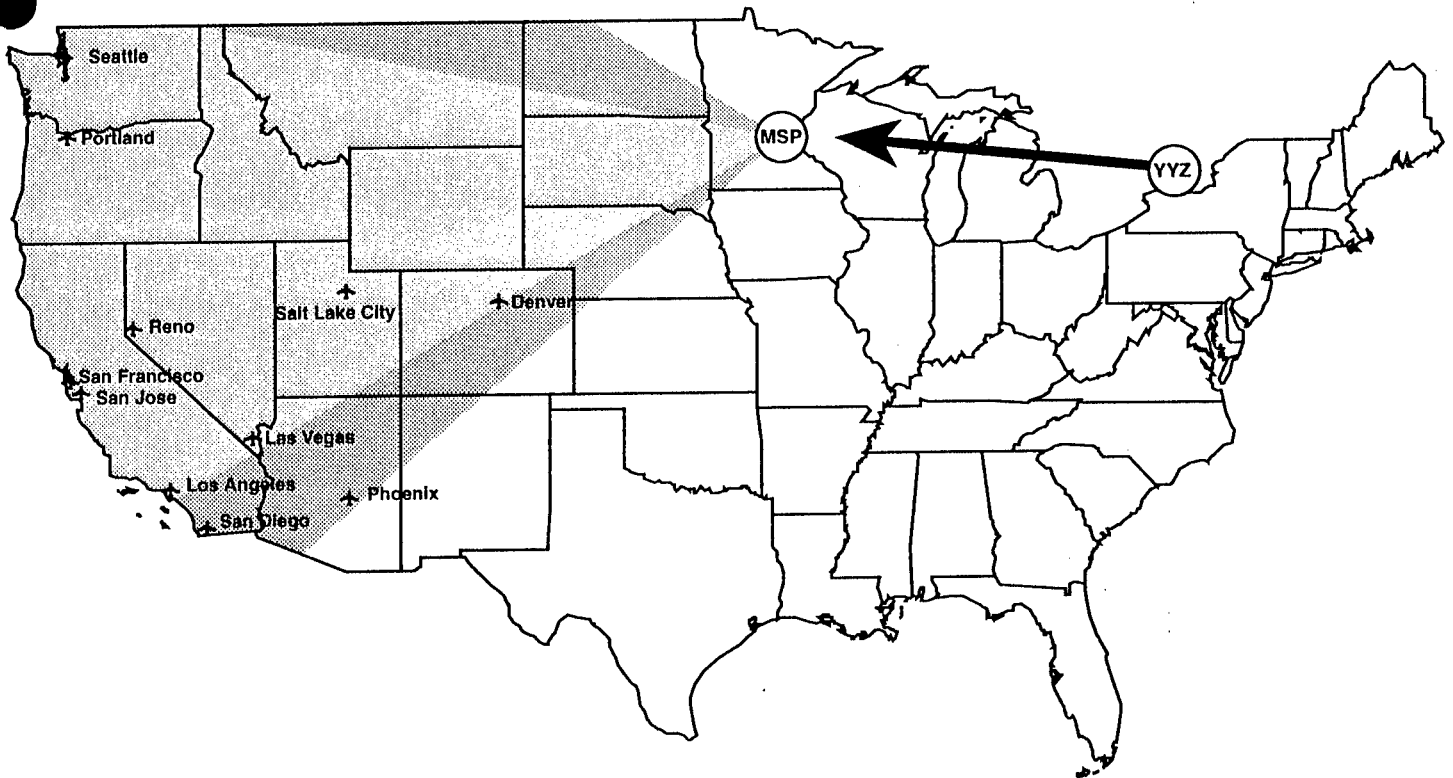 Seattle
MSP
Portland
YYZ
Salt Lake City
Denver
Reno
San Francisco
San Jose
Las Vegas
Los Angeles
Phoenix
San Diego